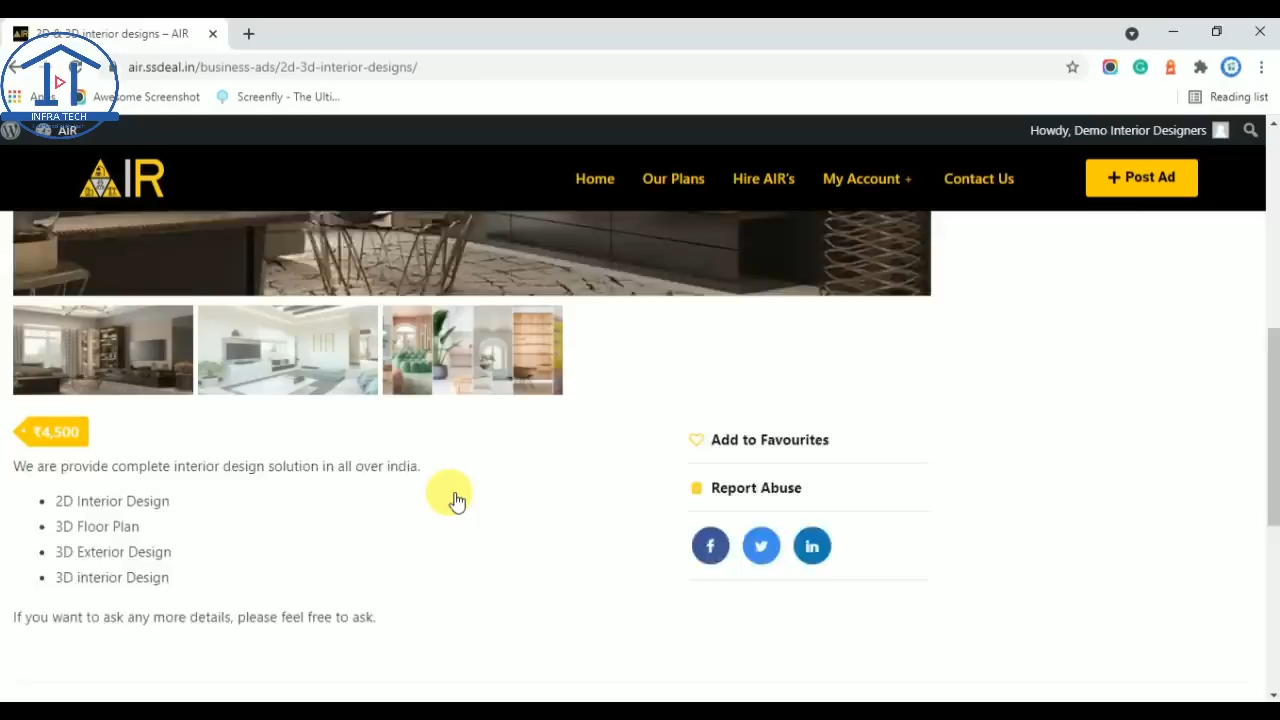 2D & 3D interior designs – AIR
air.ssdeal.in/business-ads/2d-3d-interior-designs/
Apps
Awesome Screenshot
Screenfly - The Ulti...
Reading list
INFRA TECH
AIR
Howdy, Demo Interior Designers
AIR
Home
Our Plans
Hire AIR's
My Account +
Contact Us
+ Post Ad
₹4,500
We are provide complete interior design solution in all over india.
• 2D Interior Design
• 3D Floor Plan
• 3D Exterior Design
• 3D interior Design
If you want to ask any more details, please feel free to ask.
Add to Favourites
Report Abuse